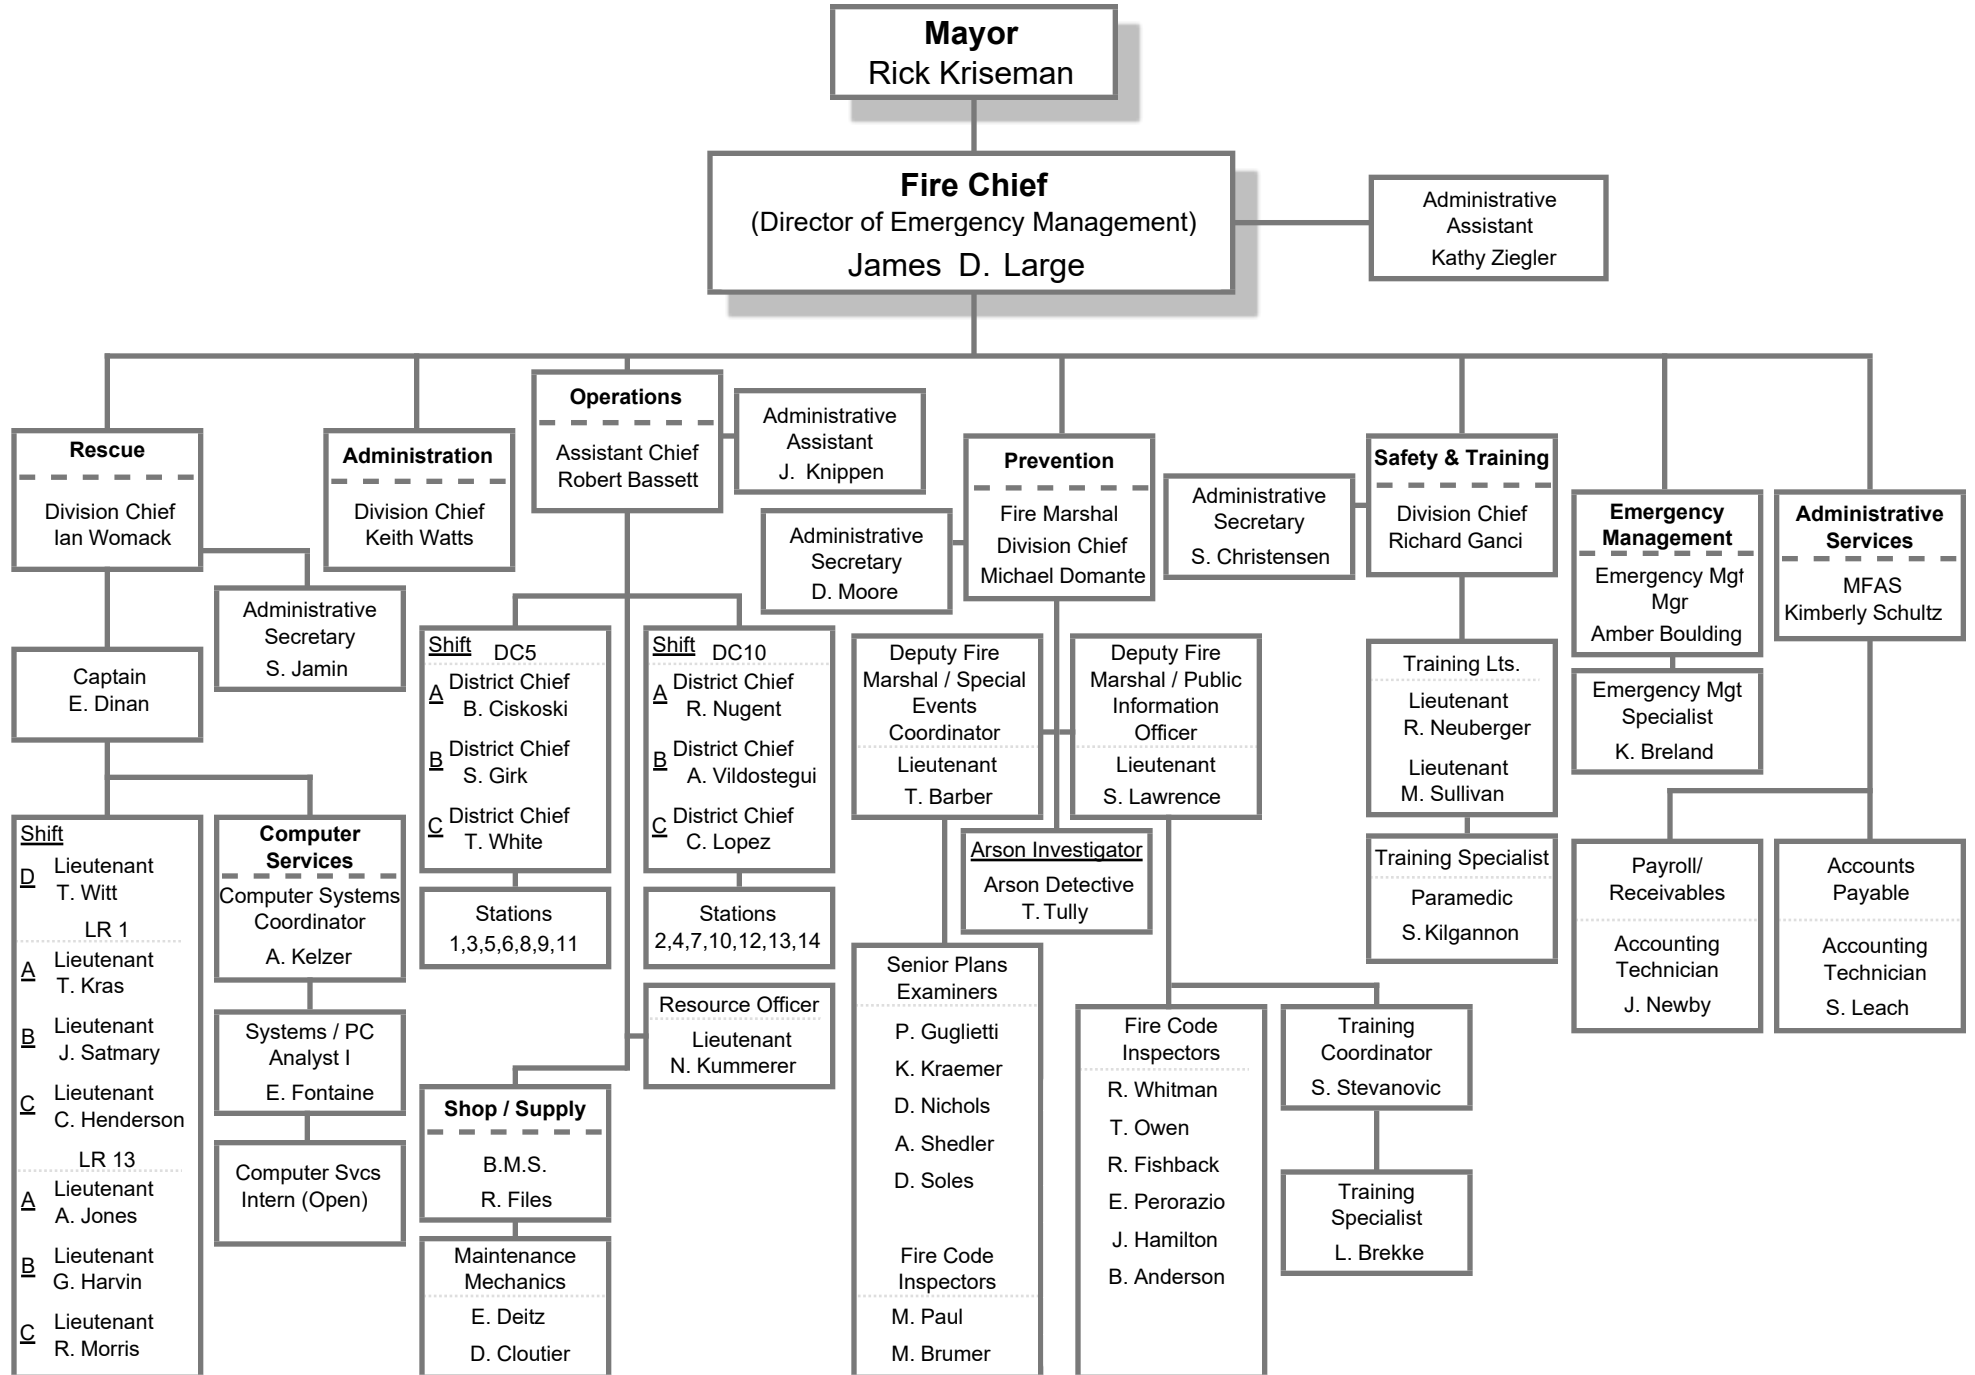 Mayor
Rick Kriseman
Fire Chief
(Director of Emergency Management)
James D. Large
Administrative
Assistant
Kathy Ziegler
Rescue
Division Chief
Ian Womack
Administrative
Secretary
S. Jamin
Captain
E. Dinan
Shift
D Lieutenant
T. Witt
LR 1
A Lieutenant
T. Kras
B Lieutenant
J. Satmary
C Lieutenant
C. Henderson
LR 13
A Lieutenant
A. Jones
B Lieutenant
G. Harvin
C Lieutenant
R. Morris
Computer
Services
Computer Systems
Coordinator
A. Kelzer
Systems / PC
Analyst I
E. Fontaine
Computer Svcs
Intern (Open)
Administration
Division Chief
Keith Watts
Operations
Assistant Chief
Robert Bassett
Administrative
Assistant
J. Knippen
Shift DC5
A District Chief
B. Ciskoski
B District Chief
S. Girk
C District Chief
T. White
Stations
1,3,5,6,8,9,11
Shift DC10
A District Chief
R. Nugent
B District Chief
A. Vildostegui
C District Chief
C. Lopez
Stations
2,4,7,10,12,13,14
Resource Officer
Lieutenant
N. Kummerer
Shop / Supply
B.M.S.
R. Files
Maintenance
Mechanics
E. Deitz
D. Cloutier
Prevention
Fire Marshal
Division Chief
Michael Domante
Administrative
Secretary
D. Moore
Deputy Fire
Marshal / Special
Events
Coordinator
Lieutenant
T. Barber
Deputy Fire
Marshal / Public
Information
Officer
Lieutenant
S. Lawrence
Arson Investigator
Arson Detective
T. Tully
Senior Plans
Examiners
P. Guglietti
K. Kraemer
D. Nichols
A. Shedler
D. Soles
Fire Code
Inspectors
M. Paul
M. Brumer
Fire Code
Inspectors
R. Whitman
T. Owen
R. Fishback
E. Perorazio
J. Hamilton
B. Anderson
Training
Coordinator
S. Stevanovic
Training
Specialist
L. Brekke
Safety & Training
Division Chief
Richard Ganci
Administrative
Secretary
S. Christensen
Training Lts.
Lieutenant
R. Neuberger
Lieutenant
M. Sullivan
Training Specialist
Paramedic
S. Kilgannon
Emergency
Management
Emergency Mgt
Mgr
Amber Boulding
Emergency Mgt
Specialist
K. Breland
Administrative
Services
MFAS
Kimberly Schultz
Payroll/
Receivables
Accounting
Technician
J. Newby
Accounts
Payable
Accounting
Technician
S. Leach